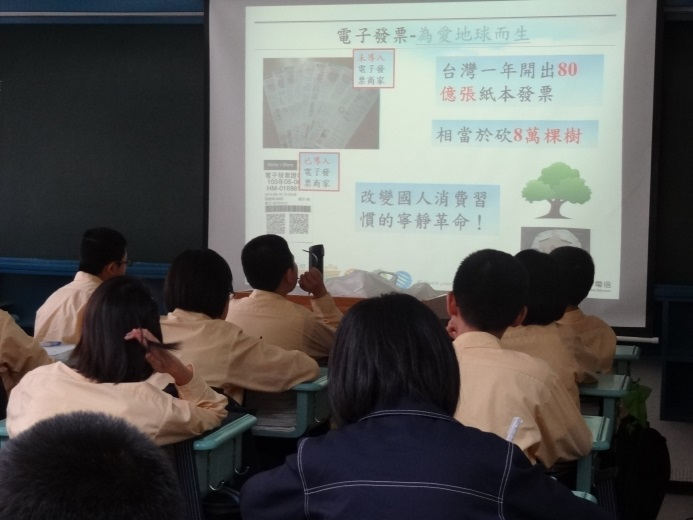 電子發票-為愛地球而生
未導入
電子發
票商家
台灣一年開出80
億張紙本發票
相當於砍8萬棵樹
已導入
電子發
票商家
改變國人消費習
慣的寧靜革命！